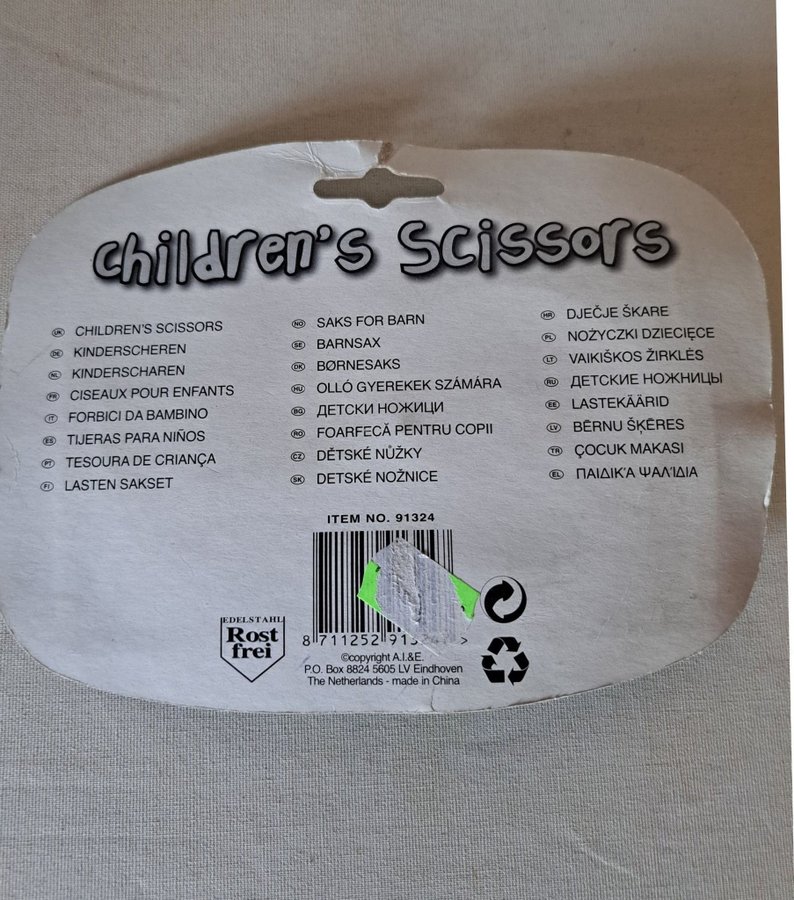 children's Scissors
UK CHILDREN'S SCISSORS
DE KINDERSCHEREN
NL KINDERSCHAREN
FR CISEAUX POUR ENFANTS
IT FORBICI DA BAMBINO
ES TIJERAS PARA NIÑOS
PT TESOURA DE CRIANÇA
FI LASTEN SAKSET
NO SAKS FOR BARN
SE BARNSAX
DK BØRNESAKS
HU OLLÓ GYEREKEK SZÁMÁRA
BG ДЕТСКИ НОЖИЦИ
RO FOARFECĂ PENTRU COPII
CZ DĚTSKÉ NŮŽKY
SK DETSKÉ NOŽNICE
HR DJEČJE ŠKARE
PL NOŻYCZKI DZIECIĘCE
LT VAIKIŠKOS ŽIRKLĖS
RU ДЕТСКИЕ НОЖНИЦЫ
EE LASTEKÄÄRID
LV BĒRNU ŠĶĒRES
TR ÇOCUK MAKASI
EL ΠΑΙΔΙΚ'Α ΨΑΛ'ΙΔΙΑ
ITEM NO. 91324
8 711252 913247 >
EDELSTAHL
Rost
frei
©copyright A.I.&E.
P.O. Box 8824 5605 LV Eindhoven
The Netherlands - made in China